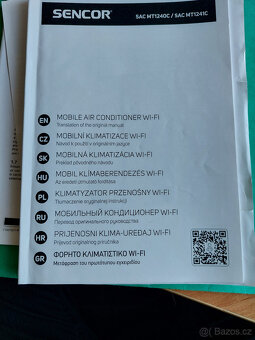 SENCOR
SAC MT1240C / SAC MT1241C
EN MOBILE AIR CONDITIONER WI-FI
Translation of the original manual
CZ MOBILNÍ KLIMATIZACE WI-FI
Návod k použití v originálním jazyce
SK MOBILNÁ KLIMATIZÁCIA WI-FI
Preklad pôvodného návodu
HU MOBIL KLÍMABERENDEZÉS WI-FI
Az eredeti útmutató fordítása
PL KLIMATYZATOR PRZENOŚNY WI-FI
Tłumaczenie oryginalnej instrukcji
RU МОБИЛЬНЫЙ КОНДИЦИОНЕР WI-FI
Перевод оригинального руководства
HR PRIJENOSNI KLIMA-UREĐAJ WI-FI
Prijevod originalnog priručnika
GR ΦΟΡΗΤΟ ΚΛΙΜΑΤΙΣΤΙΚΟ WI-FI
Μετάφραση του πρωτότυπου εγχειριδίου
Bazoš.cz